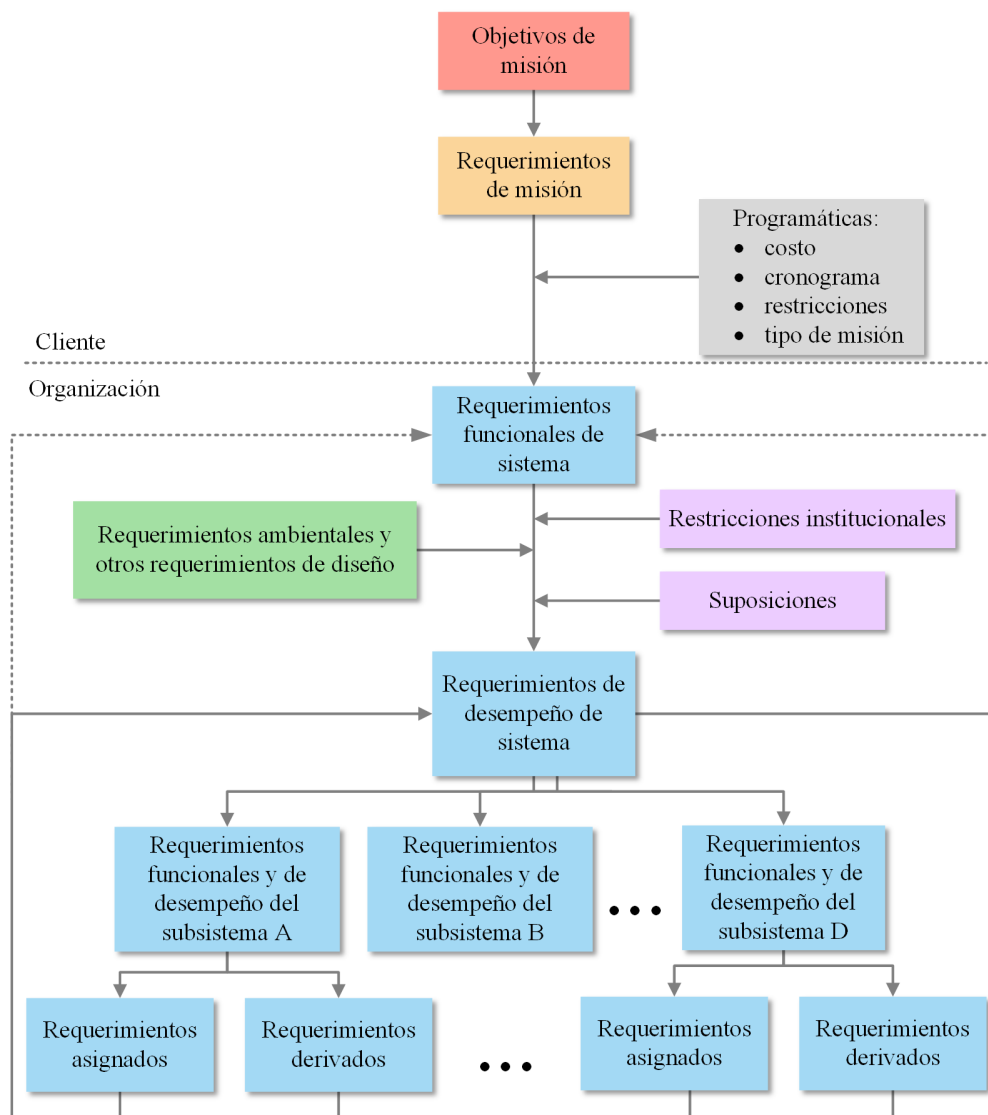 Objetivos de
misión
Requerimientos
de misión
Programáticas:
• costo
• cronograma
• restricciones
• tipo de misión
Cliente
Organización
Requerimientos
funcionales de
sistema
Requerimientos ambientales y
otros requerimientos de diseño
Restricciones institucionales
Suposiciones
Requerimientos de
desempeño de
sistema
Requerimientos
funcionales y de
desempeño del
subsistema A
Requerimientos
funcionales y de
desempeño del
subsistema B
Requerimientos
funcionales y de
desempeño del
subsistema D
Requerimientos
asignados
Requerimientos
derivados
Requerimientos
asignados
Requerimientos
derivados